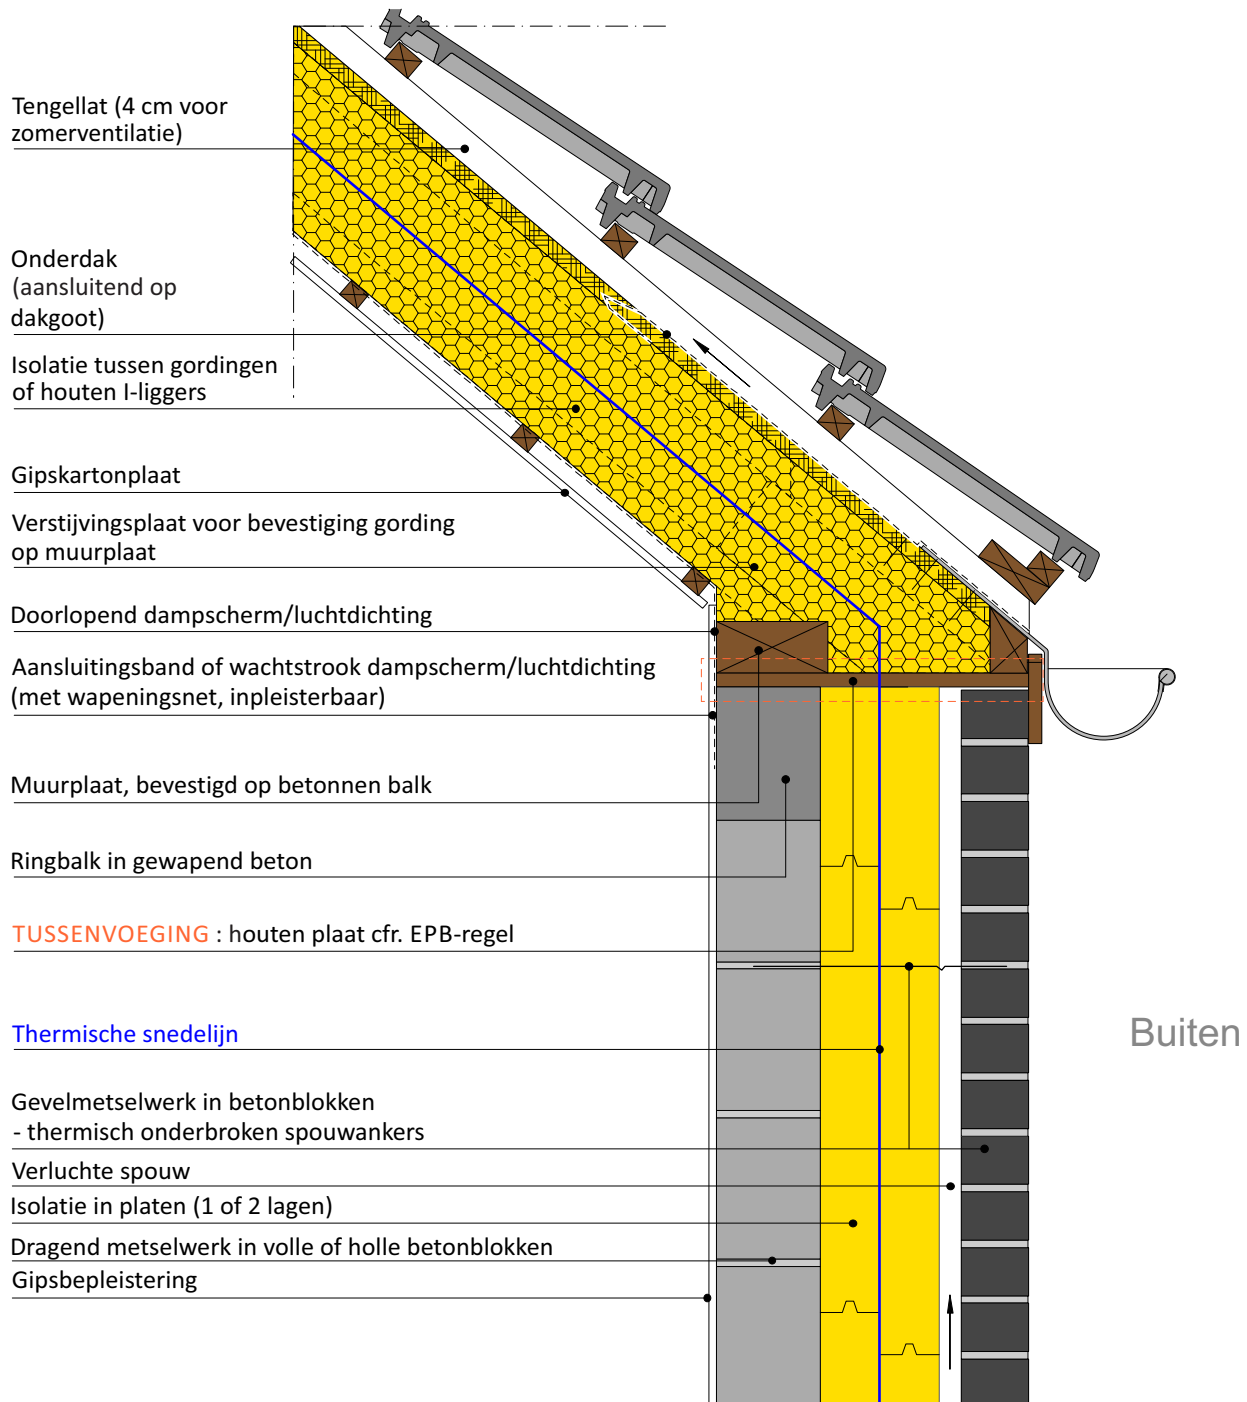 Tengellat (4 cm voor
zomerventilatie)
Onderdak
(aansluitend op
dakgoot)
Isolatie tussen gordingen
of houten I-liggers
Gipskartonplaat
Verstijvingsplaat voor bevestiging gording
op muurplaat
Doorlopend dampscherm/luchtdichting
Aansluitingsband of wachtstrook dampscherm/luchtdichting
(met wapeningsnet, inpleisterbaar)
Muurplaat, bevestigd op betonnen balk
Ringbalk in gewapend beton
TUSSENVOEGING : houten plaat cfr. EPB-regel
Thermische snedelijn
Buiten
Gevelmetselwerk in betonblokken
- thermisch onderbroken spouwankers
Verluchte spouw
Isolatie in platen (1 of 2 lagen)
Dragend metselwerk in volle of holle betonblokken
Gipsbepleistering